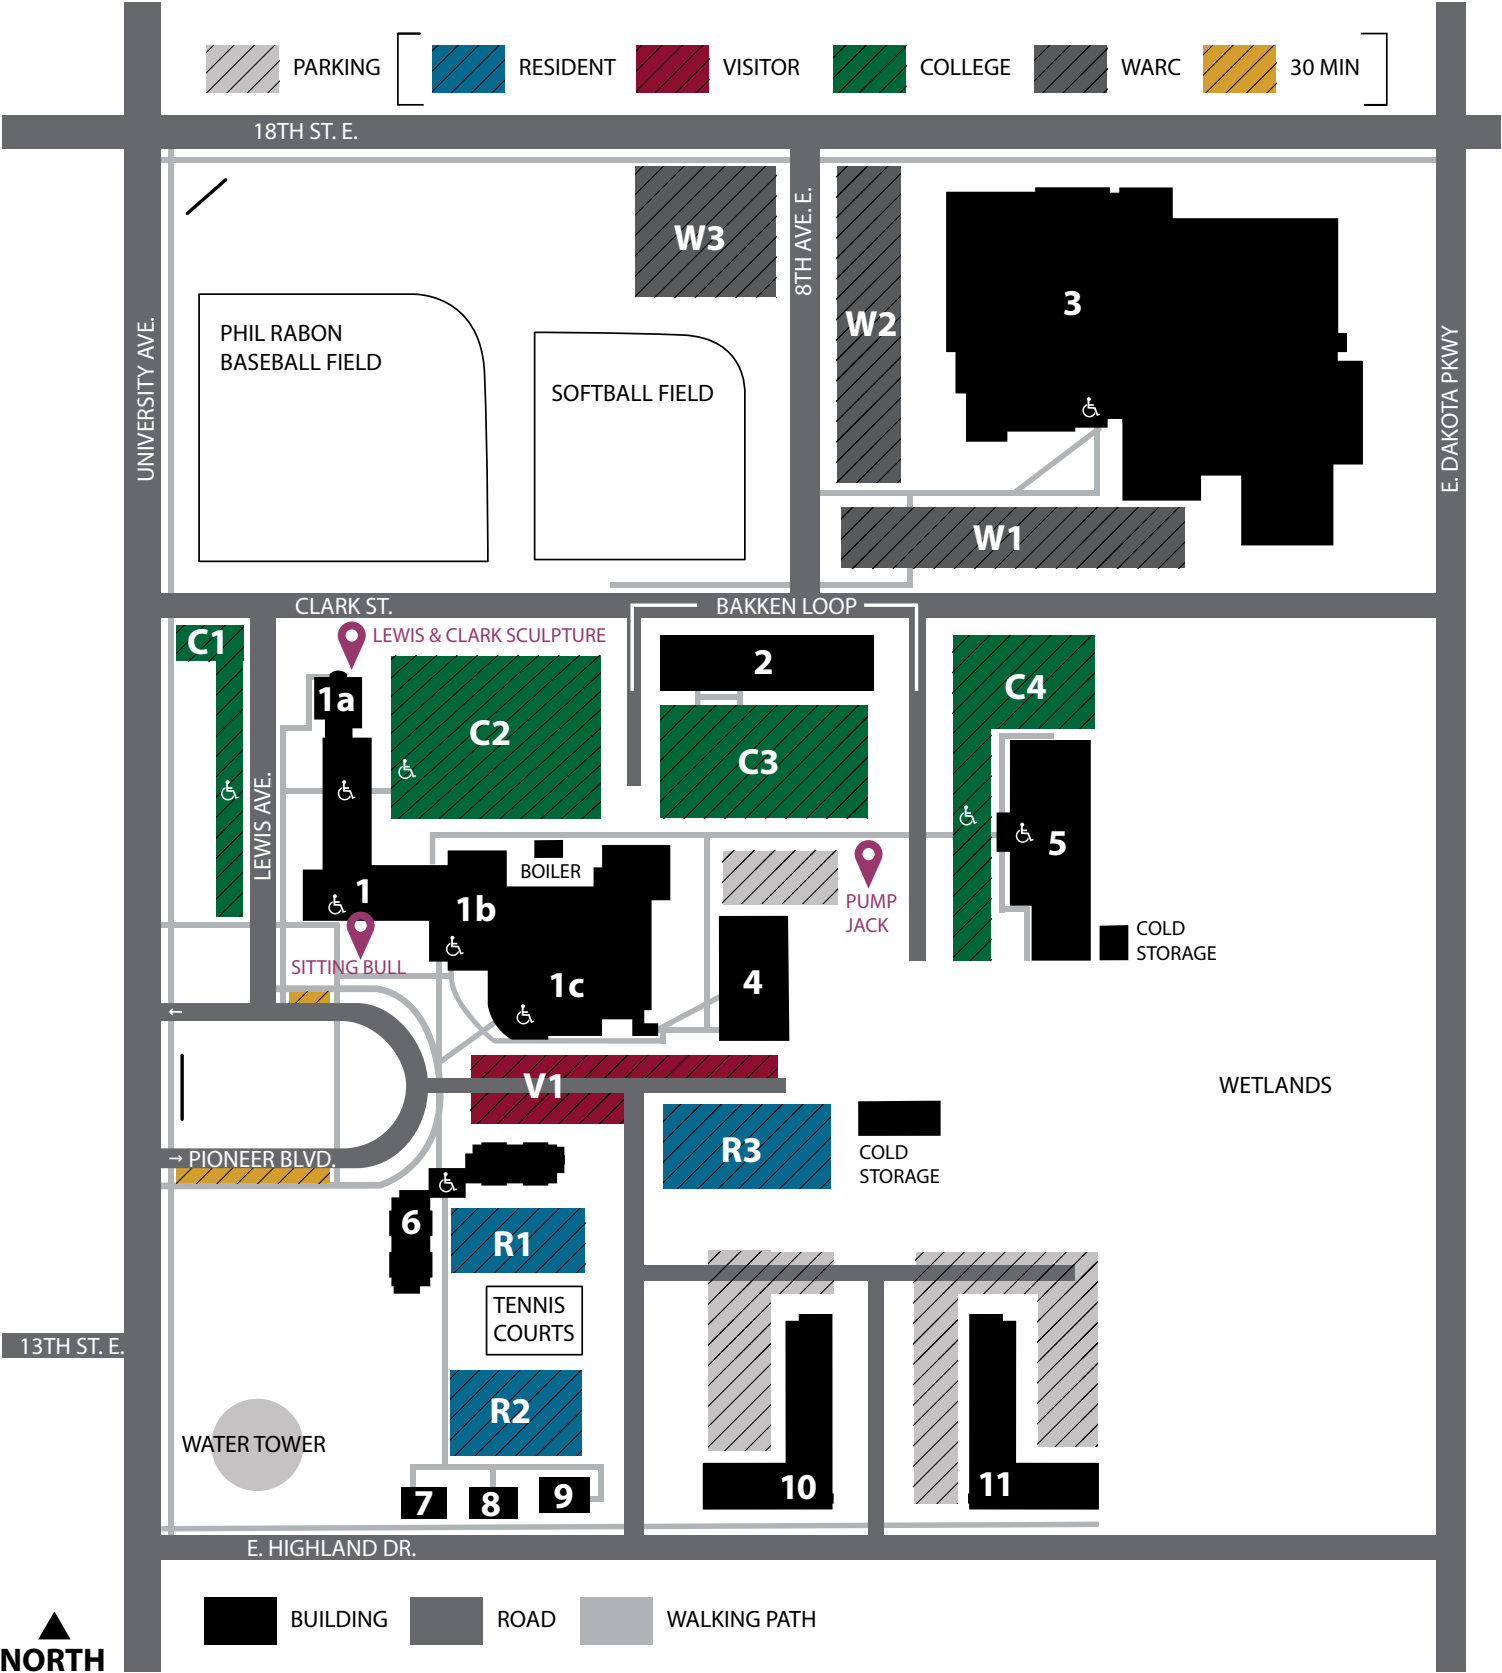 PARKING
RESIDENT
VISITOR
COLLEGE
WARC
30 MIN
18TH ST. E.
UNIVERSITY AVE.
8TH AVE. E.
E. DAKOTA PKWY
W3
W2
3
PHIL RABON
BASEBALL FIELD
SOFTBALL FIELD
W1
CLARK ST.
BAKKEN LOOP
C1
LEWIS & CLARK SCULPTURE
2
1a
C2
C3
C4
LEWIS AVE.
5
BOILER
1
1b
PUMP
JACK
COLD
STORAGE
SITTING BULL
1c
4
←
V1
WETLANDS
R3
COLD
STORAGE
→ PIONEER BLVD.
6
R1
TENNIS
COURTS
13TH ST. E.
R2
WATER TOWER
7
8
9
10
11
E. HIGHLAND DR.
BUILDING
ROAD
WALKING PATH
NORTH